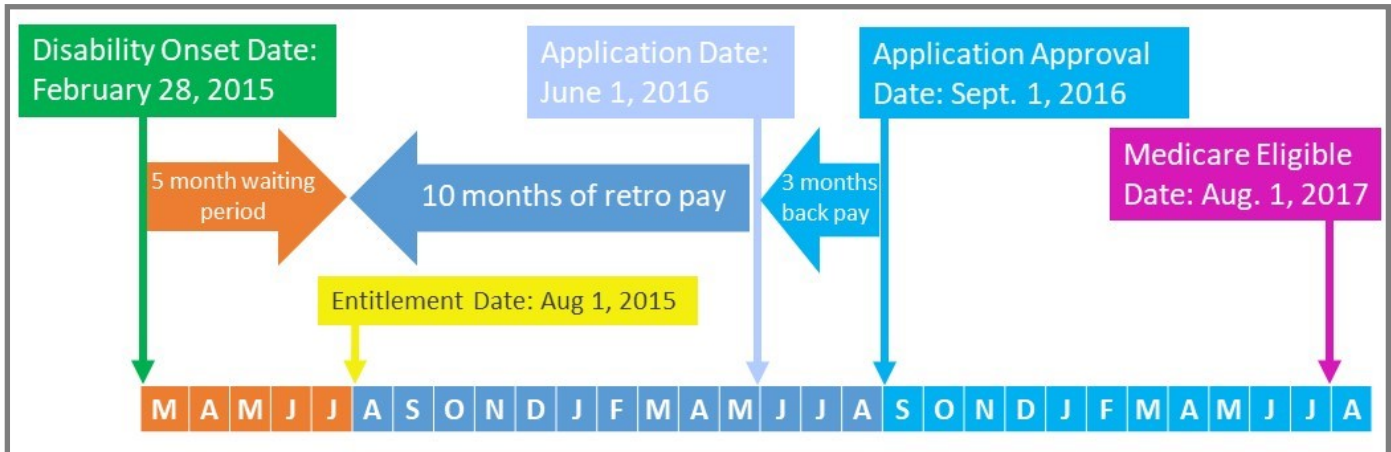 Disability Onset Date:
February 28, 2015
Application Date:
June 1, 2016
Application Approval
Date: Sept. 1, 2016
Medicare Eligible
Date: Aug. 1, 2017
5 month waiting
period
10 months of retro pay
3 months
back pay
Entitlement Date: Aug 1, 2015
M A M J J A S O N D J F M A M J J A S O N D J F M A M J J A